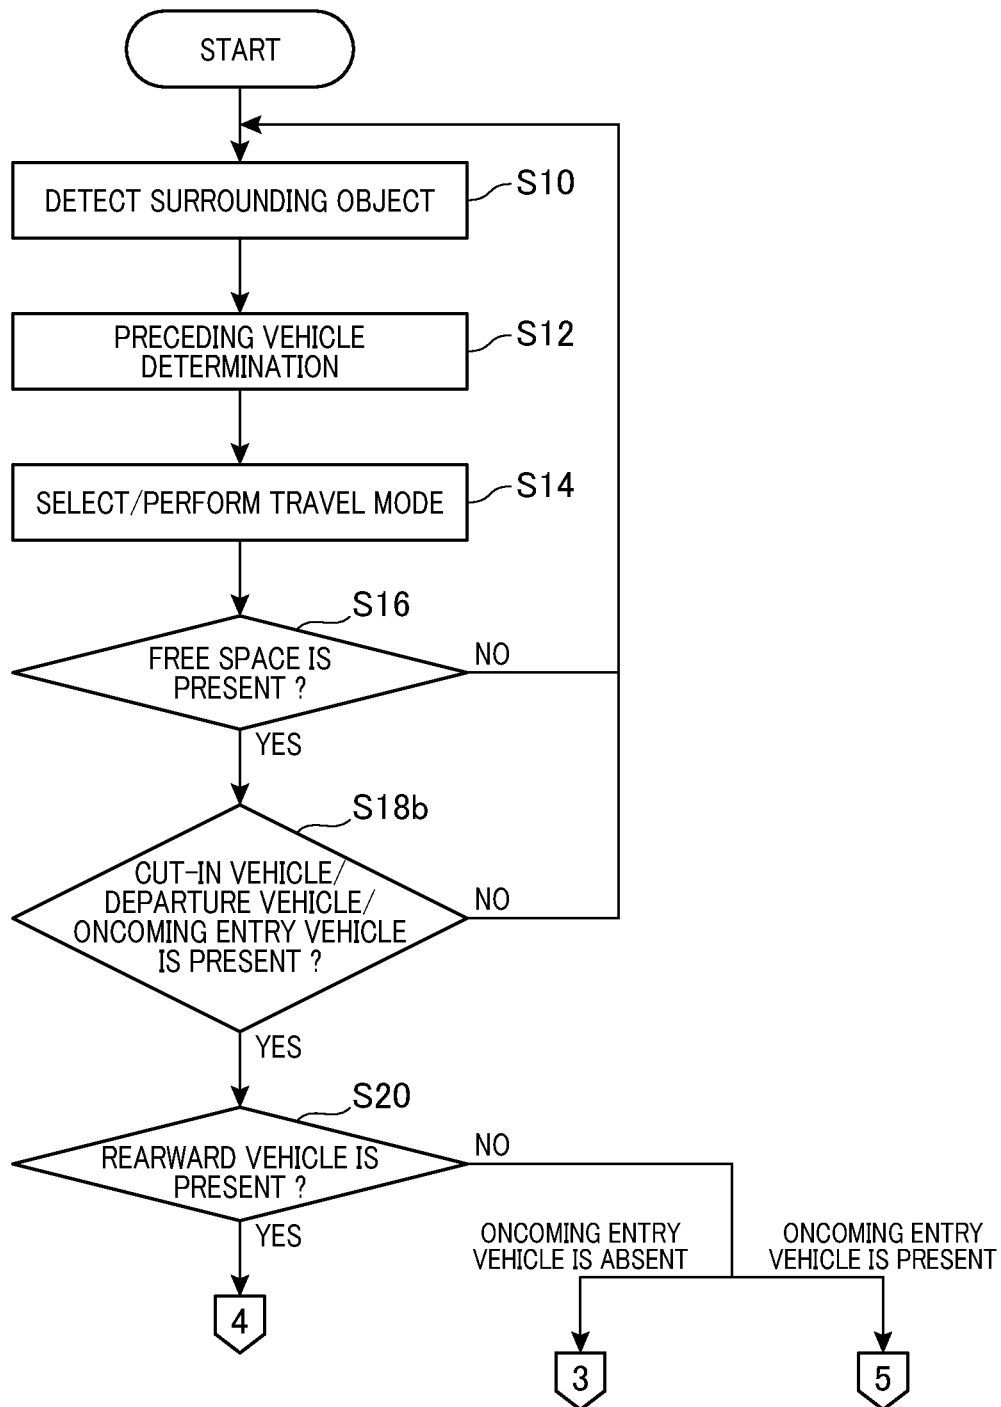 START
DETECT SURROUNDING OBJECT
S10
PRECEDING VEHICLE
DETERMINATION
S12
SELECT/PERFORM TRAVEL MODE
S14
S16
FREE SPACE IS
PRESENT ?
NO
YES
S18b
CUT-IN VEHICLE/
DEPARTURE VEHICLE/
ONCOMING ENTRY VEHICLE
IS PRESENT ?
NO
YES
S20
REARWARD VEHICLE IS
PRESENT ?
NO
YES
ONCOMING ENTRY
VEHICLE IS ABSENT
ONCOMING ENTRY
VEHICLE IS PRESENT
4
3
5